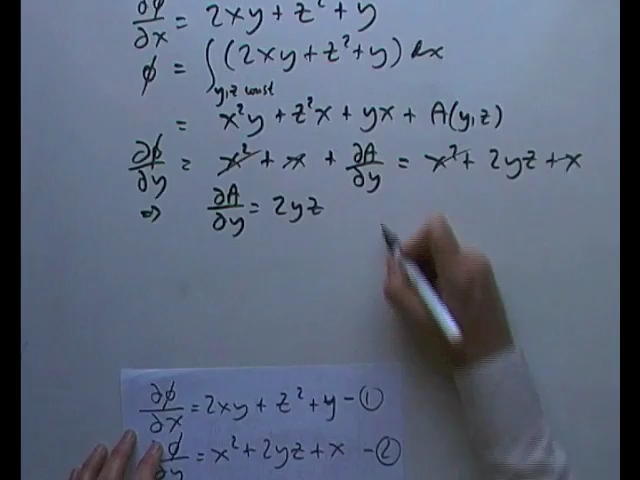 ∂ϕ/∂x = 2xy + z² + y
ϕ = ∫(2xy + z² + y) dx
y,z const
= x²y + z²x + yx + A(y,z)
∂ϕ/∂y = x² + x + ∂A/∂y = x² + 2yz + x
⇒ ∂A/∂y = 2yz
∂ϕ/∂x = 2xy + z² + y - ①
∂ϕ/∂y = x² + 2yz + x - ②